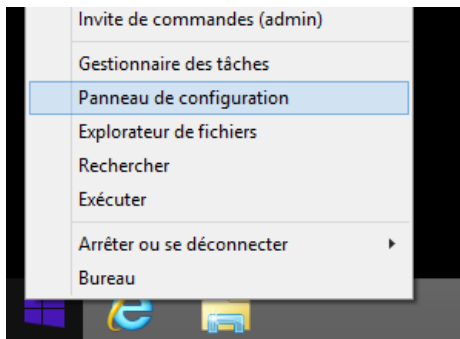 Invite de commandes (admin)
Gestionnaire des tâches
Panneau de configuration
Explorateur de fichiers
Rechercher
Exécuter
Arrêter ou se déconnecter
Bureau